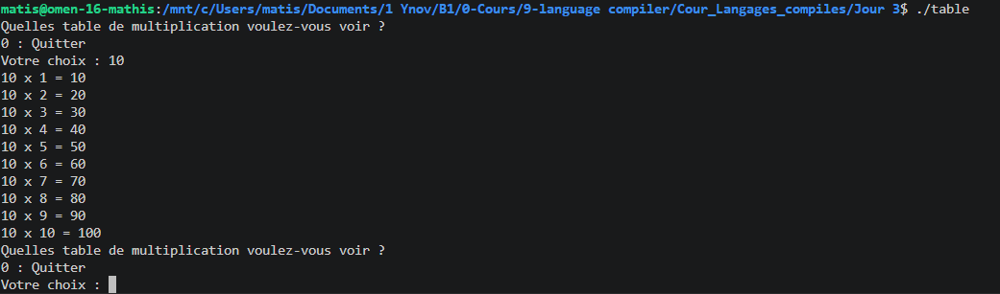 matis@omen-16-mathis:/mnt/c/Users/matis/Documents/1 Ynov/B1/0-Cours/9-language compiler/Cour_Langages_compiles/Jour 3$ ./table
Quelles table de multiplication voulez-vous voir ?
0 : Quitter
Votre choix : 10
10 x 1 = 10
10 x 2 = 20
10 x 3 = 30
10 x 4 = 40
10 x 5 = 50
10 x 6 = 60
10 x 7 = 70
10 x 8 = 80
10 x 9 = 90
10 x 10 = 100
Quelles table de multiplication voulez-vous voir ?
0 : Quitter
Votre choix :